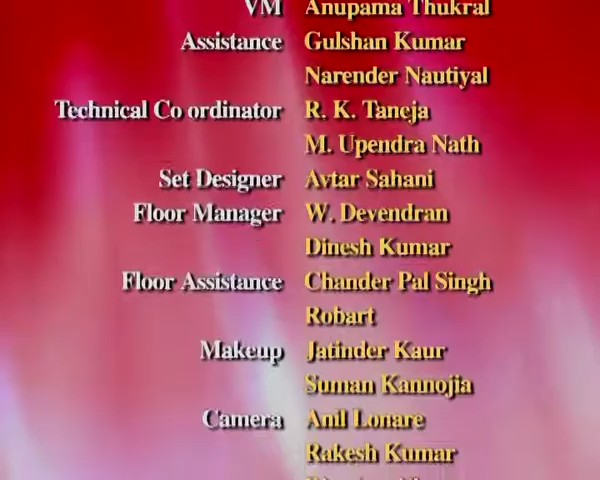 VM Anupama Thukral
Assistance Gulshan Kumar
Narender Nautiyal
Technical Co ordinator R. K. Taneja
M. Upendra Nath
Set Designer Avtar Sahani
Floor Manager W. Devendran
Dinesh Kumar
Floor Assistance Chander Pal Singh
Robart
Makeup Jatinder Kaur
Suman Kannojia
Camera Anil Lonare
Rakesh Kumar